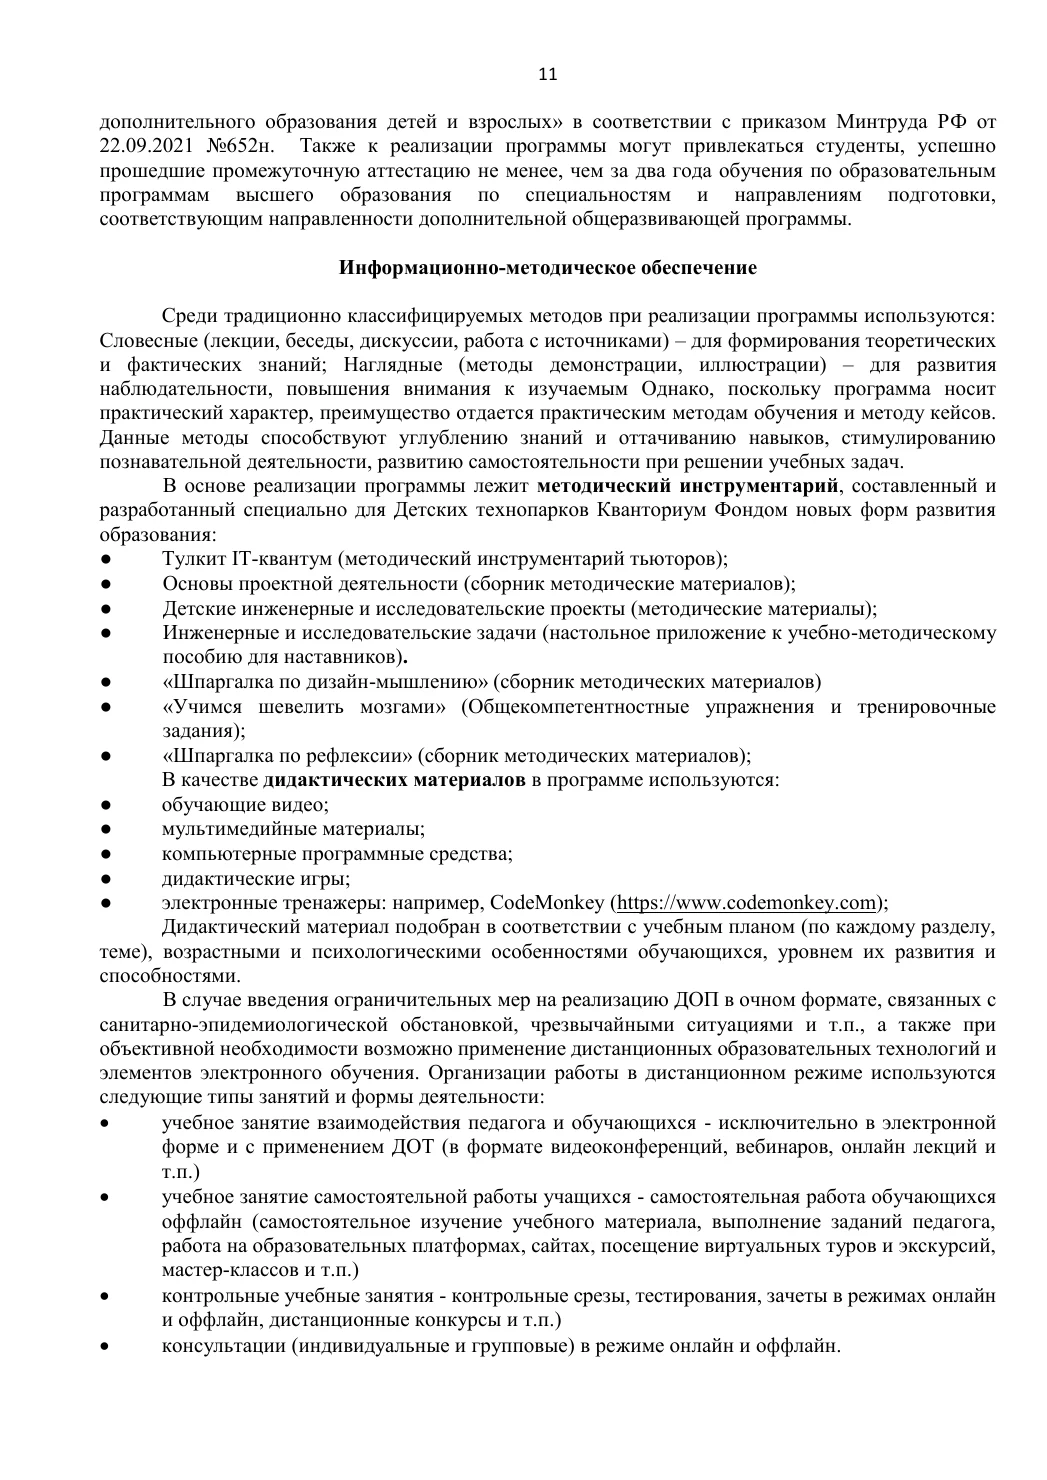 11
дополнительного образования детей и взрослых» в соответствии с приказом Минтруда РФ от
22.09.2021 №652н. Также к реализации программы могут привлекаться студенты, успешно
прошедшие промежуточную аттестацию не менее, чем за два года обучения по образовательным
программам высшего образования по специальностям и направлениям подготовки,
соответствующим направленности дополнительной общеразвивающей программы.
Информационно-методическое обеспечение
Среди традиционно классифицируемых методов при реализации программы используются:
Словесные (лекции, беседы, дискуссии, работа с источниками) – для формирования теоретических
и фактических знаний; Наглядные (методы демонстрации, иллюстрации) – для развития
наблюдательности, повышения внимания к изучаемым Однако, поскольку программа носит
практический характер, преимущество отдается практическим методам обучения и методу кейсов.
Данные методы способствуют углублению знаний и оттачиванию навыков, стимулированию
познавательной деятельности, развитию самостоятельности при решении учебных задач.
В основе реализации программы лежит методический инструментарий, составленный и
разработанный специально для Детских технопарков Кванториум Фондом новых форм развития
образования:
● Тулкит IT-квантум (методический инструментарий тьюторов);
● Основы проектной деятельности (сборник методические материалов);
● Детские инженерные и исследовательские проекты (методические материалы);
● Инженерные и исследовательские задачи (настольное приложение к учебно-методическому
пособию для наставников).
● «Шпаргалка по дизайн-мышлению» (сборник методических материалов)
● «Учимся шевелить мозгами» (Общекомпетентностные упражнения и тренировочные
задания);
● «Шпаргалка по рефлексии» (сборник методических материалов);
В качестве дидактических материалов в программе используются:
● обучающие видео;
● мультимедийные материалы;
● компьютерные программные средства;
● дидактические игры;
● электронные тренажеры: например, CodeMonkey (https://www.codemonkey.com);
Дидактический материал подобран в соответствии с учебным планом (по каждому разделу,
теме), возрастными и психологическими особенностями обучающихся, уровнем их развития и
способностями.
В случае введения ограничительных мер на реализацию ДОП в очном формате, связанных с
санитарно-эпидемиологической обстановкой, чрезвычайными ситуациями и т.п., а также при
объективной необходимости возможно применение дистанционных образовательных технологий и
элементов электронного обучения. Организации работы в дистанционном режиме используются
следующие типы занятий и формы деятельности:
• учебное занятие взаимодействия педагога и обучающихся - исключительно в электронной
форме и с применением ДОТ (в формате видеоконференций, вебинаров, онлайн лекций и
т.п.)
• учебное занятие самостоятельной работы учащихся - самостоятельная работа обучающихся
оффлайн (самостоятельное изучение учебного материала, выполнение заданий педагога,
работа на образовательных платформах, сайтах, посещение виртуальных туров и экскурсий,
мастер-классов и т.п.)
• контрольные учебные занятия - контрольные срезы, тестирования, зачеты в режимах онлайн
и оффлайн, дистанционные конкурсы и т.п.)
• консультации (индивидуальные и групповые) в режиме онлайн и оффлайн.